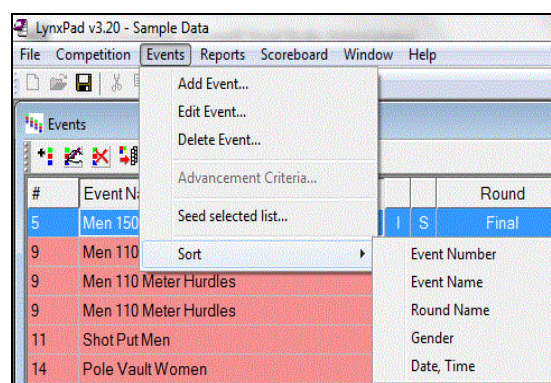 LynxPad v3.20 - Sample Data
File Competition Events Reports Scoreboard Window Help
Add Event...
Edit Event...
Delete Event...
Advancement Criteria...
Seed selected list...
Sort
Event Number
Event Name
Round Name
Gender
Date, Time
Events
# Event N Round
5 Men 150 I S Final
9 Men 110
9 Men 110 Meter Hurdles
9 Men 110 Meter Hurdles
11 Shot Put Men
14 Pole Vault Women